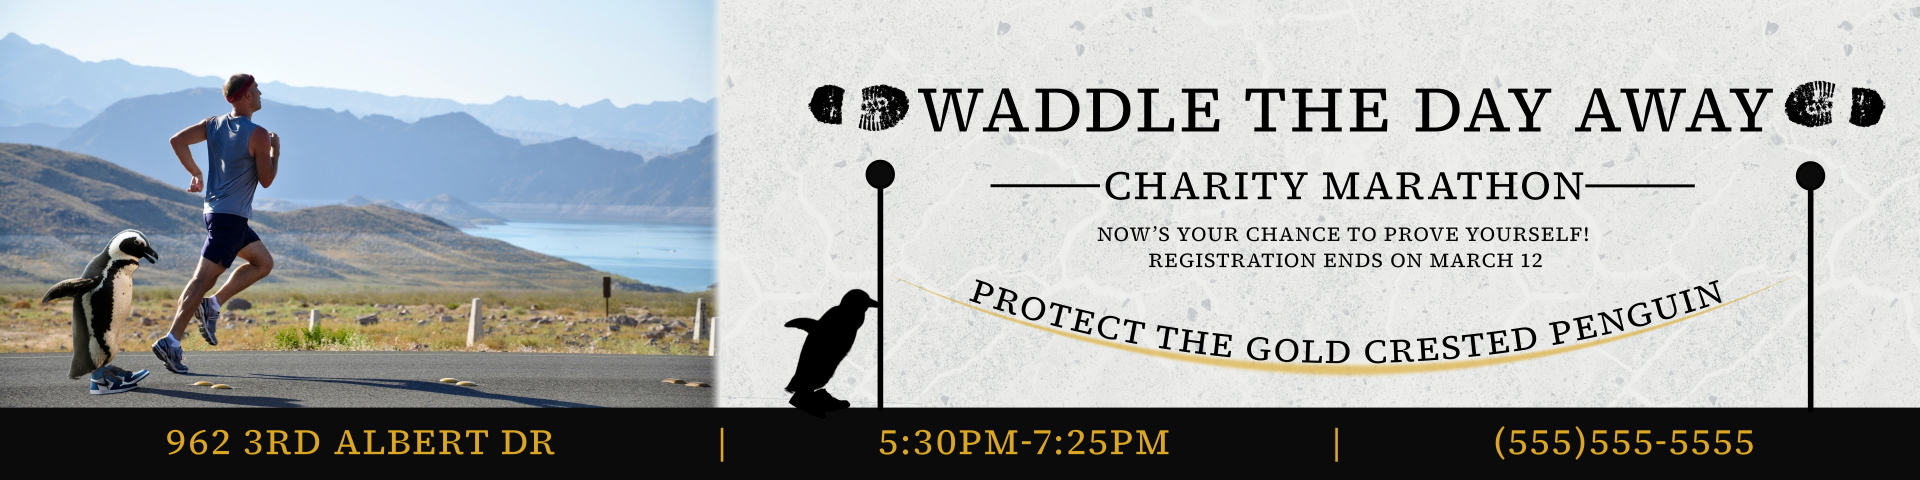 WADDLE THE DAY AWAY
CHARITY MARATHON
NOW'S YOUR CHANCE TO PROVE YOURSELF!
REGISTRATION ENDS ON MARCH 12
PROTECT THE GOLD CRESTED PENGUIN
962 3RD ALBERT DR | 5:30PM-7:25PM | (555)555-5555